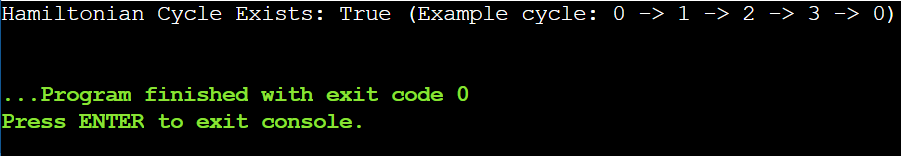 Hamiltonian Cycle Exists: True (Example cycle: 0 -> 1 -> 2 -> 3 -> 0)
...Program finished with exit code 0
Press ENTER to exit console.